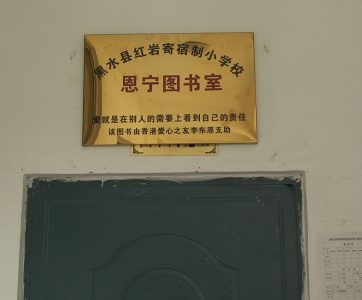 黑水县红岩寄宿制小学校
恩宁图书室
爱就是在别人的需要上看到自己的责任
该图书由香港爱心之友李东原支助